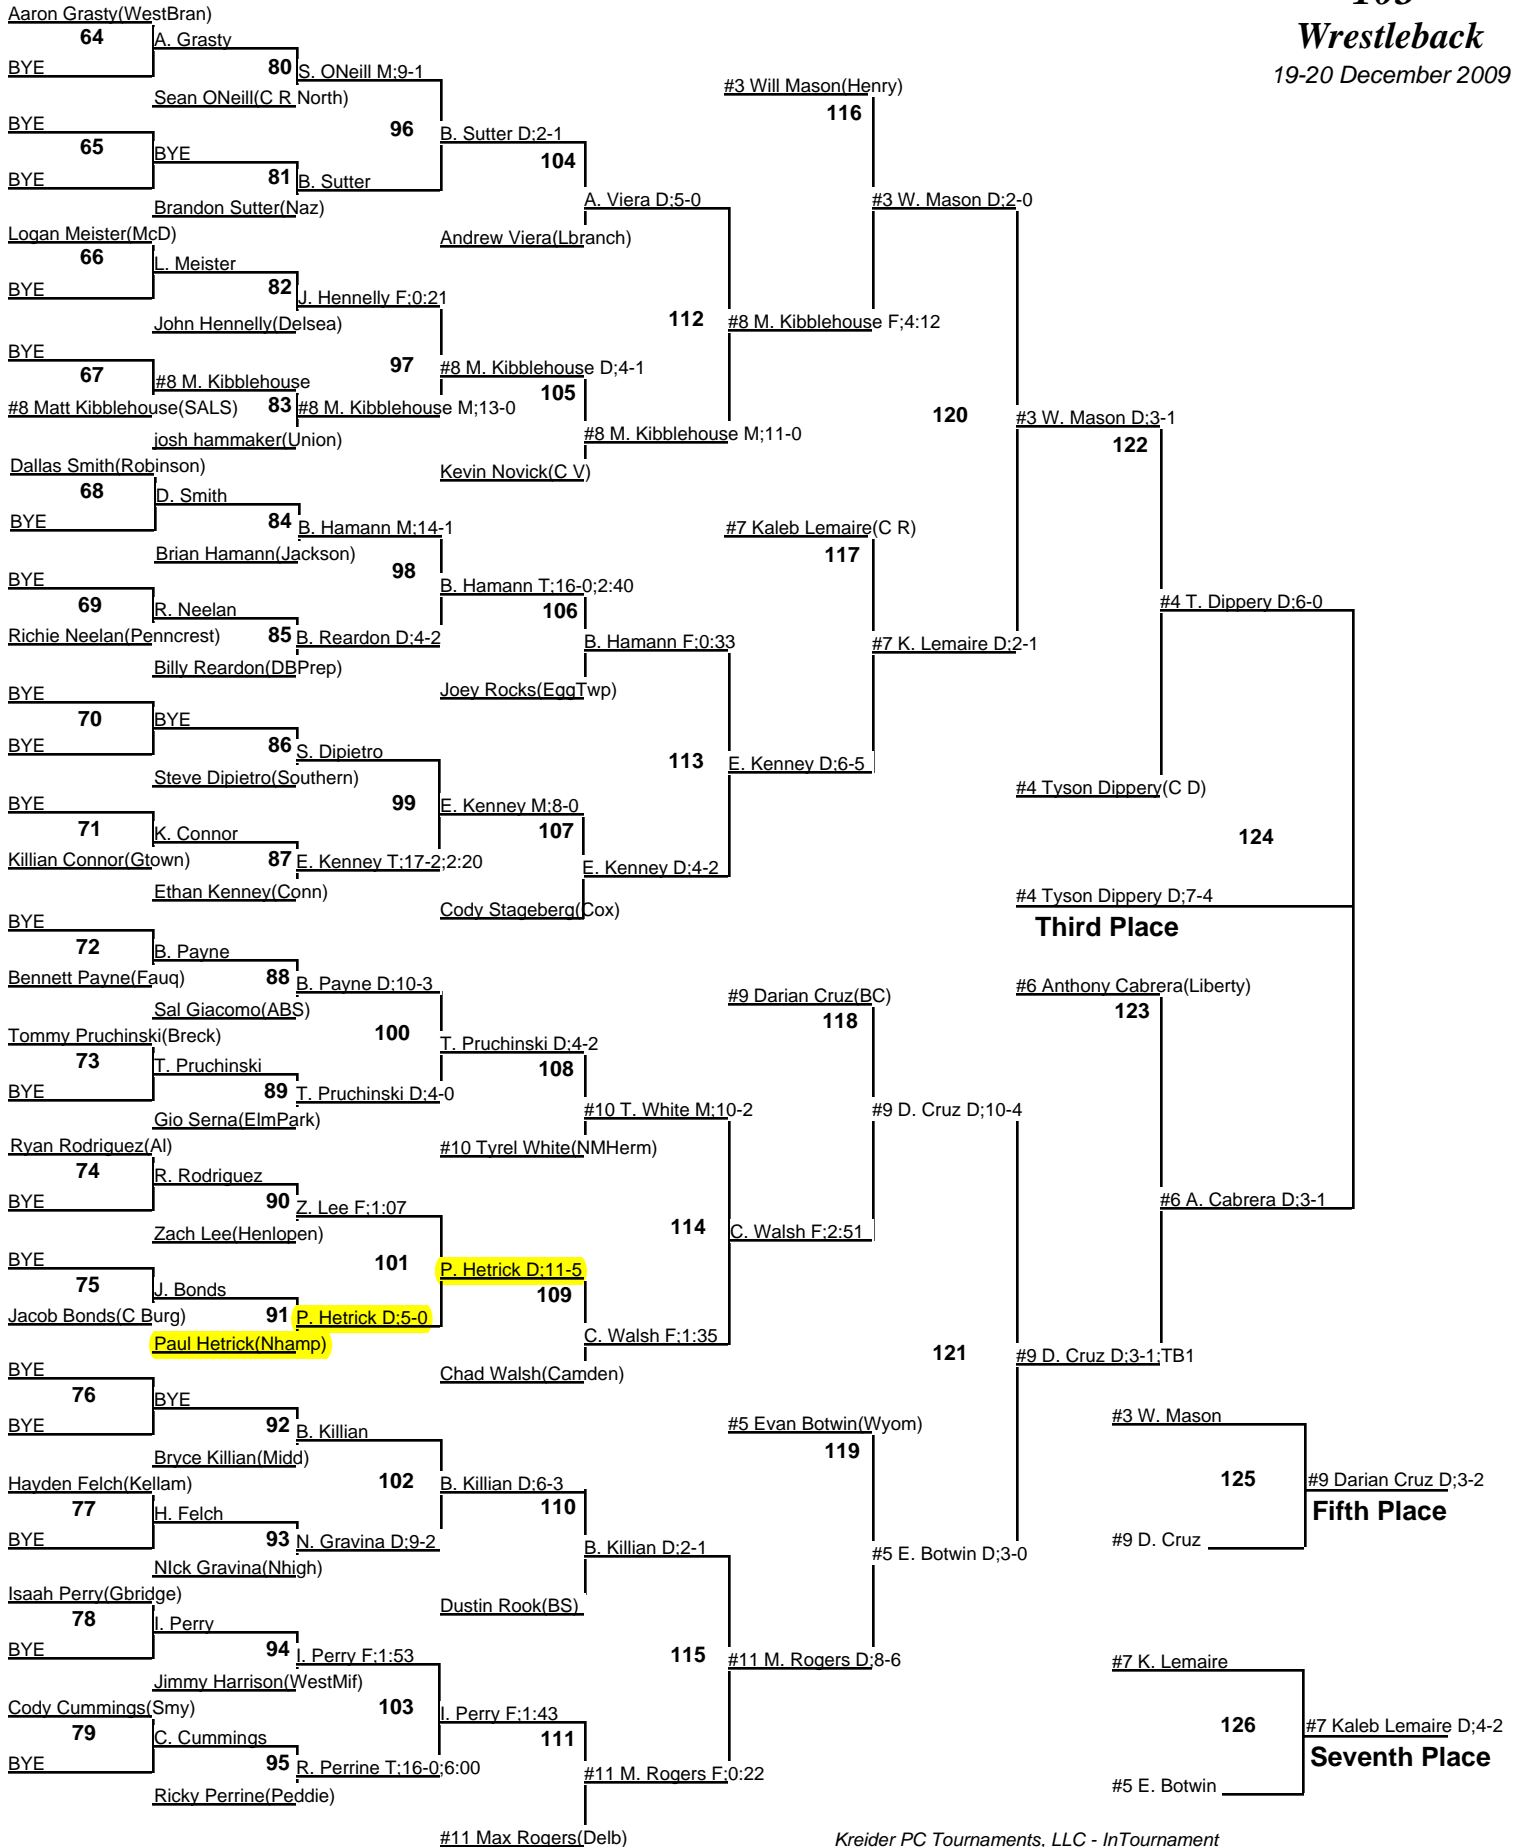 Wrestleback
19-20 December 2009
Aaron Grasty(WestBran)
64
A. Grasty
BYE
80
S. ONeill M;9-1
Sean ONeill(C R North)
96
BYE
65
BYE
BYE
81
B. Sutter
Brandon Sutter(Naz)
B. Sutter D;2-1
104
Logan Meister(McD)
66
L. Meister
BYE
82
J. Hennelly F;0:21
John Hennelly(Delsea)
97
BYE
67
#8 M. Kibblehouse
#8 Matt Kibblehouse(SALS)
83
#8 M. Kibblehouse M;13-0
josh hammaker(Union)
#8 M. Kibblehouse D;4-1
105
A. Viera D;5-0
Andrew Viera(Lbranch)
112
#8 M. Kibblehouse F;4:12
#8 M. Kibblehouse M;11-0
Kevin Novick(C V)
#3 Will Mason(Henry)
116
#3 W. Mason D;2-0
Dallas Smith(Robinson)
68
D. Smith
BYE
84
B. Hamann M;14-1
Brian Hamann(Jackson)
98
BYE
69
R. Neelan
Richie Neelan(Penncrest)
85
B. Reardon D;4-2
Billy Reardon(DBPrep)
B. Hamann T;16-0;2:40
106
B. Hamann F;0:33
Joey Rocks(EggTwp)
BYE
70
BYE
BYE
86
S. Dipietro
Steve Dipietro(Southern)
99
BYE
71
K. Connor
Killian Connor(Gtown)
87
E. Kenney T;17-2;2:20
Ethan Kenney(Conn)
E. Kenney M;8-0
107
E. Kenney D;4-2
Cody Stageberg(Cox)
113
E. Kenney D;6-5
#7 Kaleb Lemaire(C R)
117
#7 K. Lemaire D;2-1
120
#3 W. Mason D;3-1
122
#4 T. Dippery D;6-0
#4 Tyson Dippery(C D)
124
#4 Tyson Dippery D;7-4
Third Place
BYE
72
B. Payne
Bennett Payne(Fauq)
88
B. Payne D;10-3
Sal Giacomo(ABS)
100
Tommy Pruchinski(Breck)
73
T. Pruchinski
BYE
89
T. Pruchinski D;4-0
Gio Serna(ElmPark)
T. Pruchinski D;4-2
108
#10 T. White M;10-2
#10 Tyrel White(NMHerm)
Ryan Rodriguez(Al)
74
R. Rodriguez
BYE
90
Z. Lee F;1:07
Zach Lee(Henlopen)
101
BYE
75
J. Bonds
Jacob Bonds(C Burg)
91
P. Hetrick D;5-0
Paul Hetrick(Nhamp)
P. Hetrick D;11-5
109
C. Walsh F;1:35
Chad Walsh(Camden)
114
C. Walsh F;2:51
#9 Darian Cruz(BC)
118
#9 D. Cruz D;10-4
BYE
76
BYE
BYE
92
B. Killian
Bryce Killian(Midd)
102
Hayden Felch(Kellam)
77
H. Felch
BYE
93
N. Gravina D;9-2
NIck Gravina(Nhigh)
B. Killian D;6-3
110
B. Killian D;2-1
Dustin Rook(BS)
Isaah Perry(Gbridge)
78
I. Perry
BYE
94
I. Perry F;1:53
Jimmy Harrison(WestMif)
103
Cody Cummings(Smy)
79
C. Cummings
BYE
95
R. Perrine T;16-0;6:00
Ricky Perrine(Peddie)
I. Perry F;1:43
111
#11 M. Rogers F;0:22
#11 Max Rogers(Delb)
115
#11 M. Rogers D;8-6
#5 Evan Botwin(Wyom)
119
#5 E. Botwin D;3-0
121
#9 D. Cruz D;3-1;TB1
#6 Anthony Cabrera(Liberty)
123
#6 A. Cabrera D;3-1
#3 W. Mason
125
#9 Darian Cruz D;3-2
Fifth Place
#9 D. Cruz
#7 K. Lemaire
126
#7 Kaleb Lemaire D;4-2
Seventh Place
#5 E. Botwin
Kreider PC Tournaments, LLC - InTournament